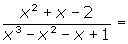 x² + x - 2
x³ - x² - x + 1 =